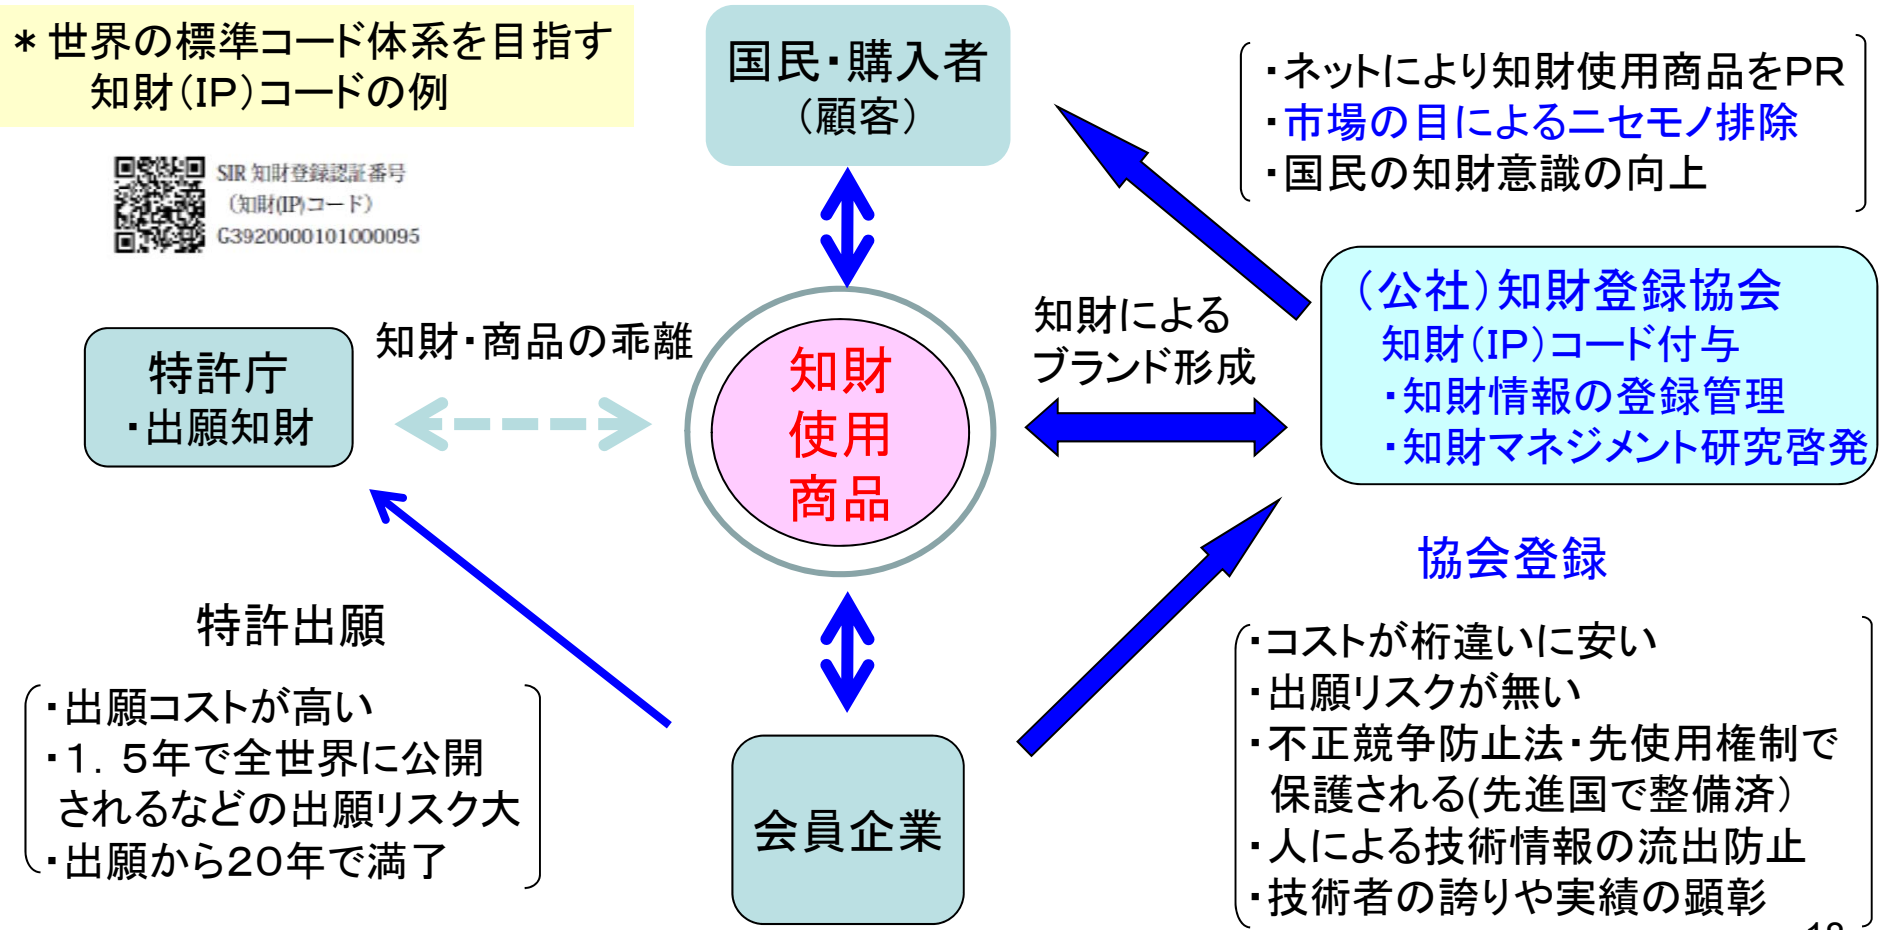 ＊世界の標準コード体系を目指す
知財(IP)コードの例
SIR 知財登録認証番号
（知財(IP)コード）
G3920000101000095
国民・購入者
（顧客）
・ネットにより知財使用商品をPR
・市場の目によるニセモノ排除
・国民の知財意識の向上
特許庁
・出願知財
知財・商品の乖離
知財
使用
商品
知財による
ブランド形成
（公社）知財登録協会
知財(IP)コード付与
・知財情報の登録管理
・知財マネジメント研究啓発
特許出願
・出願コストが高い
・１．５年で全世界に公開
されるなどの出願リスク大
・出願から20年で満了
会員企業
協会登録
・コストが桁違いに安い
・出願リスクが無い
・不正競争防止法・先使用権制で
保護される(先進国で整備済）
・人による技術情報の流出防止
・技術者の誇りや実績の顕彰